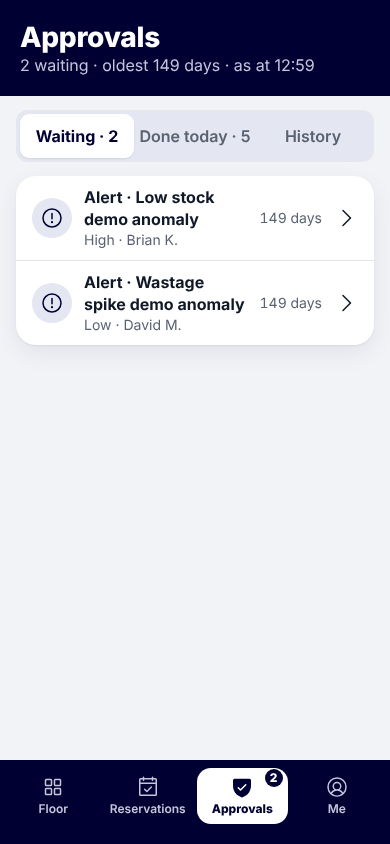 Approvals
2 waiting · oldest 149 days · as at 12:59
Waiting · 2
Done today · 5
History
Alert · Low stock
demo anomaly
High · Brian K.
149 days
Alert · Wastage
spike demo anomaly
Low · David M.
149 days
Floor
Reservations
2
Approvals
Me